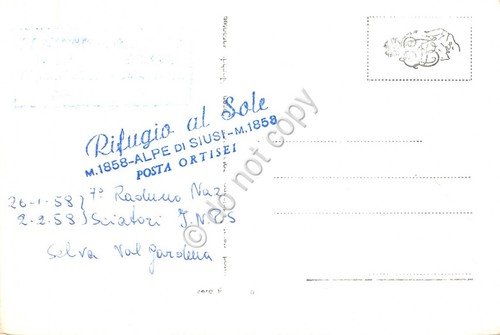 Rifugio al Sole
M.1858-ALPE DI SIUSI-M.1858
POSTA ORTISEI
26-1-58 } 7° Raduno Naz
2-2-58 } Sciatori I.N.P.S
Selva Val Gardena
© do not copy